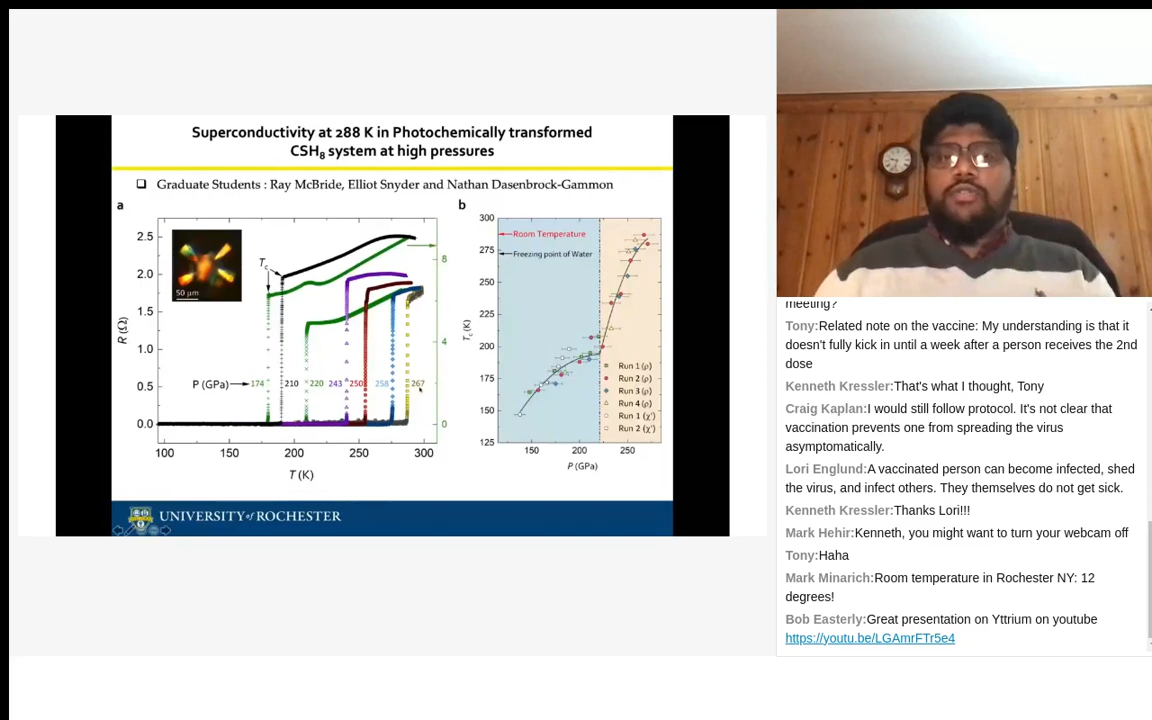 Superconductivity at 288 K in Photochemically transformed
CSH₈ system at high pressures
Graduate Students : Ray McBride, Elliot Snyder and Nathan Dasenbrock-Gammon
a
2.5
2.0
1.5
1.0
0.5
0.0
R (Ω)
50 µm
Tc
P (GPa)
174
210
220
243
250
258
267
8
4
0
100
150
200
250
300
T (K)
b
300
275
250
225
200
175
150
125
Tc (K)
Room Temperature
Freezing point of Water
Run 1 (ρ)
Run 2 (ρ)
Run 3 (ρ)
Run 4 (ρ)
Run 1 (χ')
Run 2 (χ')
150
200
250
P (GPa)
UNIVERSITY of ROCHESTER
meeting?
Tony:Related note on the vaccine: My understanding is that it
doesn't fully kick in until a week after a person receives the 2nd
dose
Kenneth Kressler:That's what I thought, Tony
Craig Kaplan:I would still follow protocol. It's not clear that
vaccination prevents one from spreading the virus
asymptomatically.
Lori Englund:A vaccinated person can become infected, shed
the virus, and infect others. They themselves do not get sick.
Kenneth Kressler:Thanks Lori!!!
Mark Hehir:Kenneth, you might want to turn your webcam off
Tony:Haha
Mark Minarich:Room temperature in Rochester NY: 12
degrees!
Bob Easterly:Great presentation on Yttrium on youtube
https://youtu.be/LGAmrFTr5e4